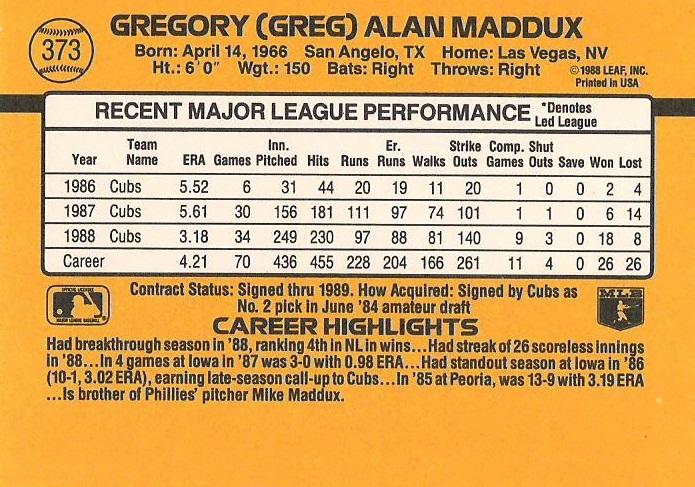 373
GREGORY (GREG) ALAN MADDUX
Born: April 14, 1966 San Angelo, TX Home: Las Vegas, NV
Ht.: 6´0˝ Wgt.: 150 Bats: Right Throws: Right
©1988 LEAF, INC.
Printed in USA
RECENT MAJOR LEAGUE PERFORMANCE
*Denotes
Led League
Year Team Name ERA Games Inn. Pitched Hits Runs Er. Runs Walks Strike Outs Comp. Games Shut Outs Save Won Lost
1986 Cubs 5.52 6 31 44 20 19 11 20 1 0 0 2 4
1987 Cubs 5.61 30 156 181 111 97 74 101 1 1 0 6 14
1988 Cubs 3.18 34 249 230 97 88 81 140 9 3 0 18 8
Career 4.21 70 436 455 228 204 166 261 11 4 0 26 26
OFFICIAL LICENSEE
MAJOR LEAGUE BASEBALL
Contract Status: Signed thru 1989. How Acquired: Signed by Cubs as
No. 2 pick in June '84 amateur draft
MLB
CAREER HIGHLIGHTS
Had breakthrough season in '88, ranking 4th in NL in wins...Had streak of 26 scoreless innings
in '88...In 4 games at Iowa in '87 was 3-0 with 0.98 ERA...Had standout season at Iowa in '86
(10-1, 3.02 ERA), earning late-season call-up to Cubs...In '85 at Peoria, was 13-9 with 3.19 ERA
...Is brother of Phillies' pitcher Mike Maddux.